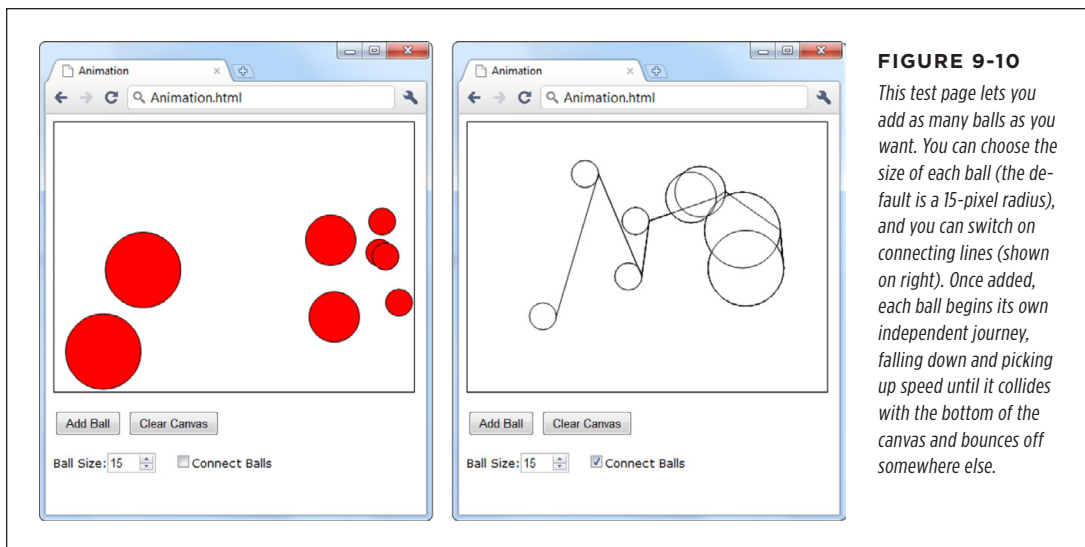 Animation
Animation.html
Add Ball Clear Canvas
Ball Size: 15 Connect Balls
Animation
Animation.html
Add Ball Clear Canvas
Ball Size: 15 Connect Balls
FIGURE 9-10
This test page lets you
add as many balls as you
want. You can choose the
size of each ball (the de-
fault is a 15-pixel radius),
and you can switch on
connecting lines (shown
on right). Once added,
each ball begins its own
independent journey,
falling down and picking
up speed until it collides
with the bottom of the
canvas and bounces off
somewhere else.